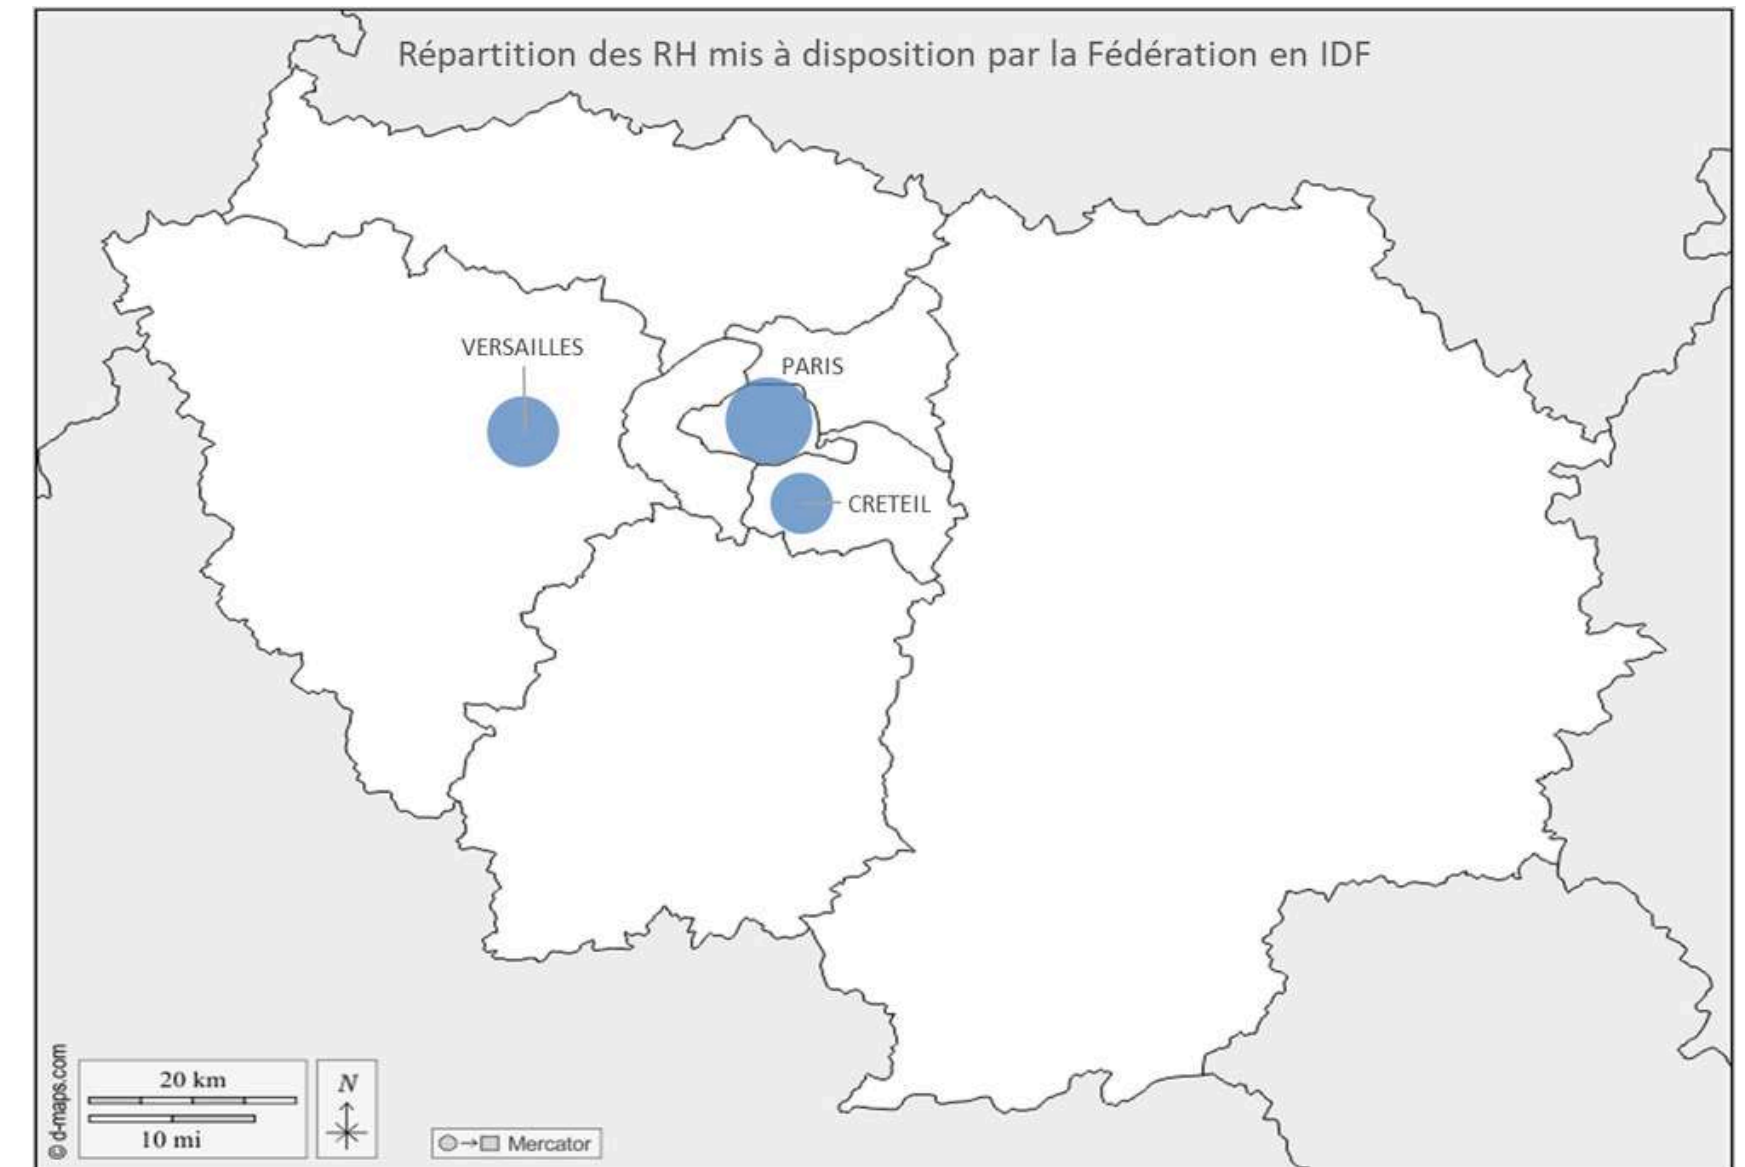 Répartition des RH mis à disposition par la Fédération en IDF
VERSAILLES
PARIS
CRETEIL
© d-maps.com
20 km
10 mi
N
Mercator